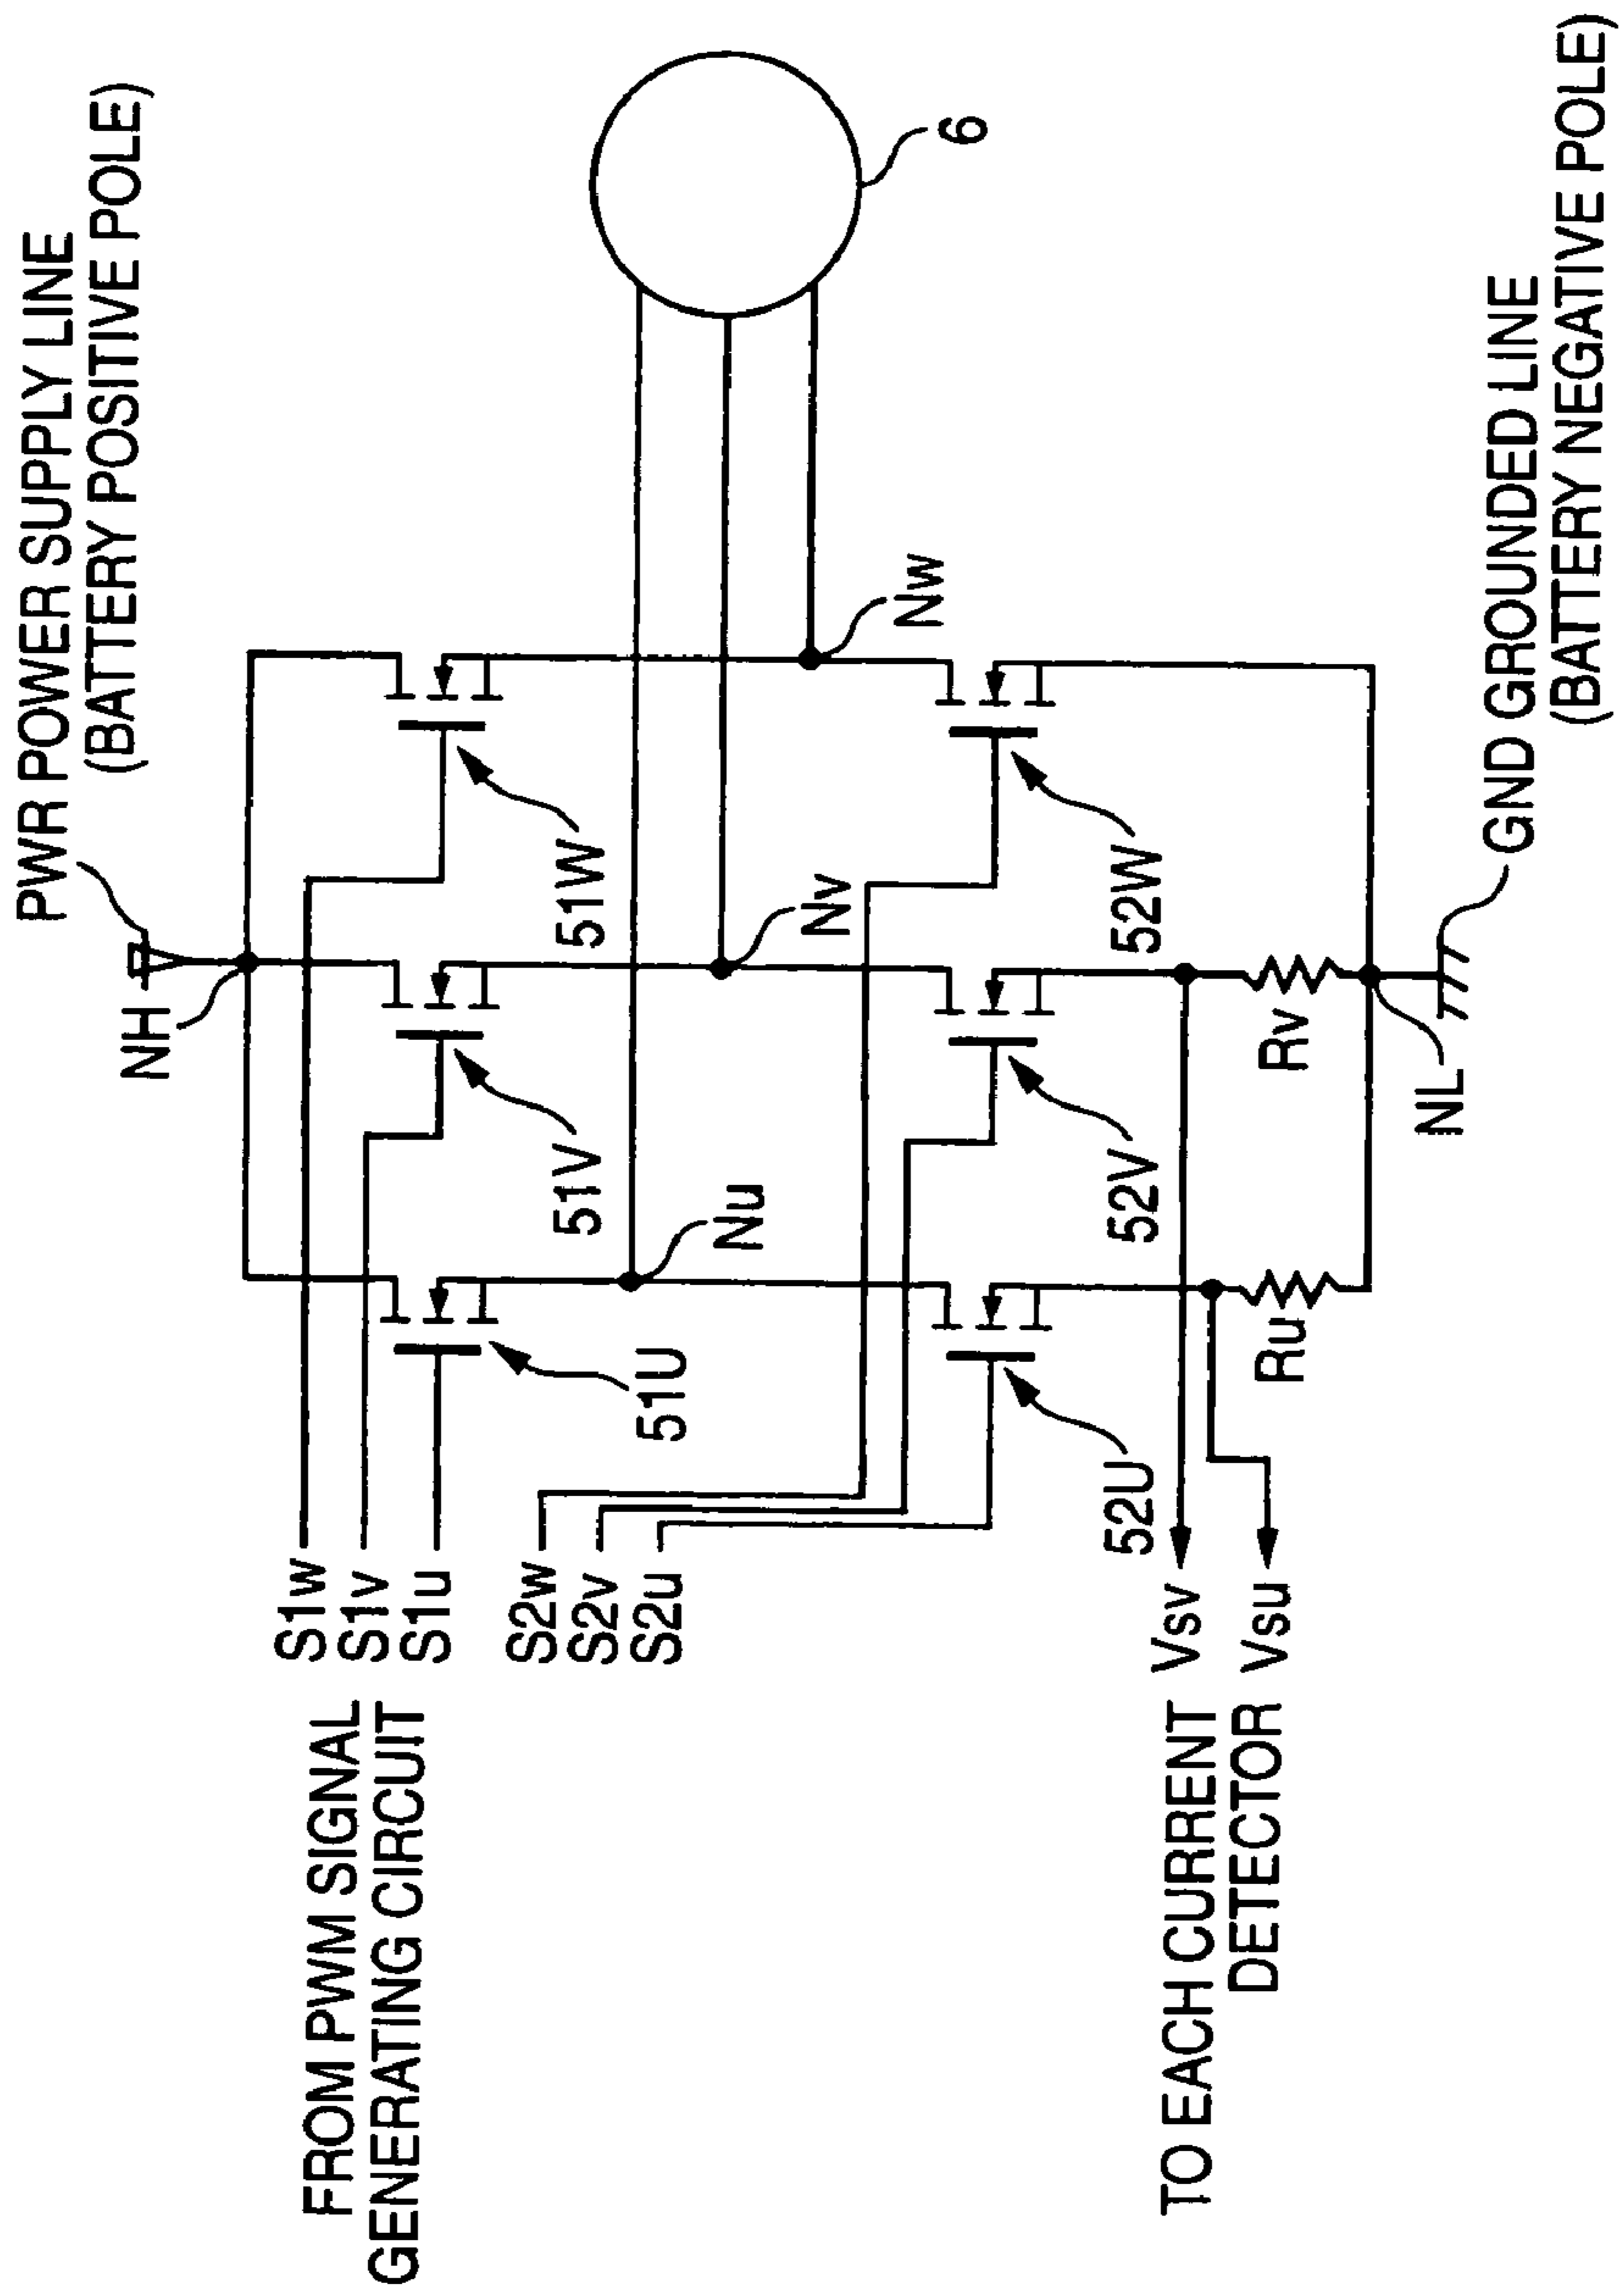 PWR POWER SUPPLY LINE
(BATTERY POSITIVE POLE)
NH
FROM PWM SIGNAL
GENERATING CIRCUIT
S1w
S1v
S1u
S2w
S2v
S2u
51U
51V
51W
Nu
Nv
Nw
6
52U
52V
52W
TO EACH CURRENT
DETECTOR
Vsv
Vsu
Ru
Rv
NL
GND GROUNDED LINE
(BATTERY NEGATIVE POLE)